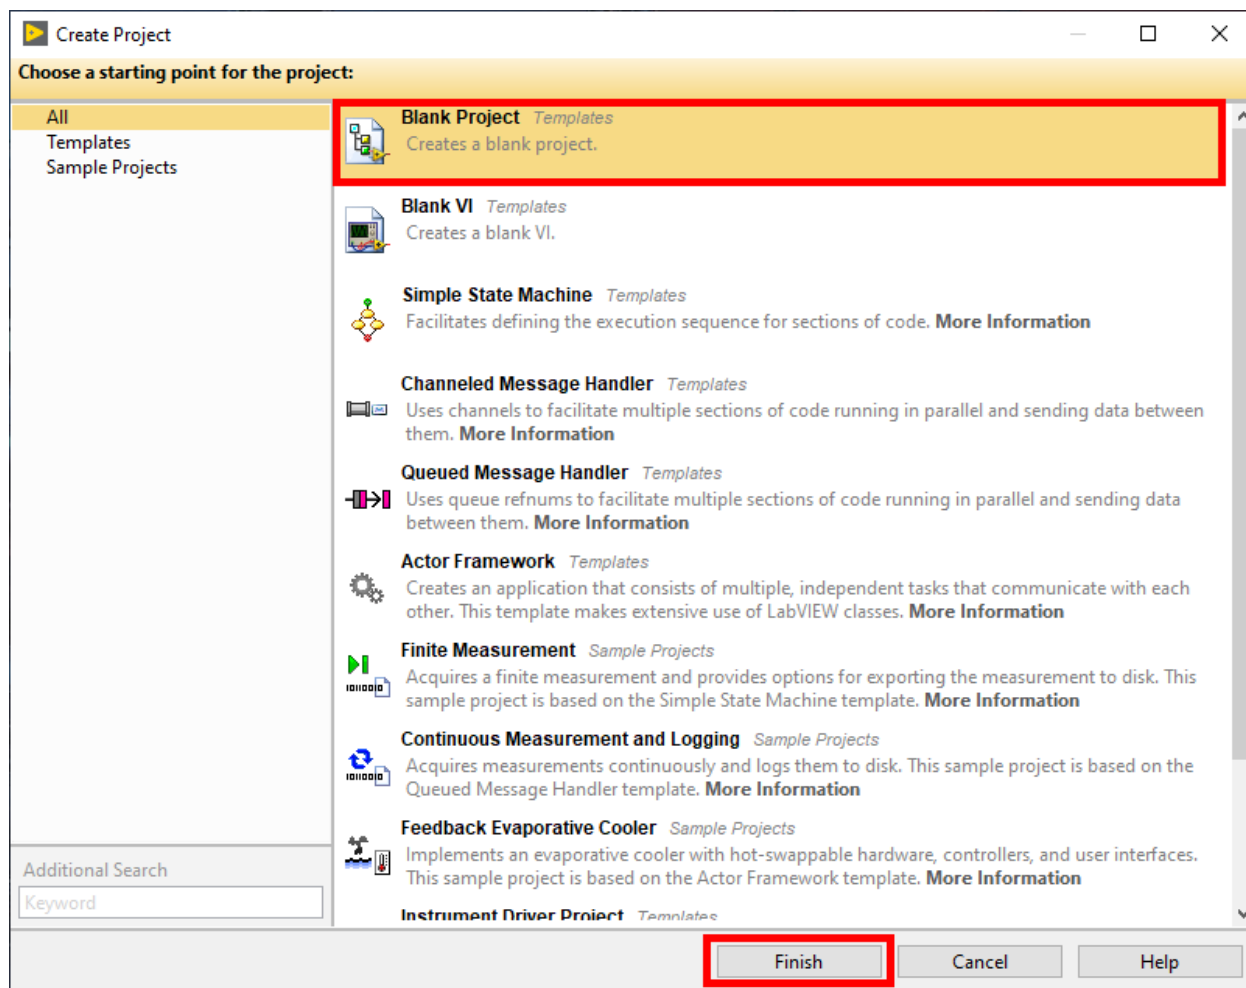 Create Project
Choose a starting point for the project:
All
Templates
Sample Projects
Blank Project Templates
Creates a blank project.
Blank VI Templates
Creates a blank VI.
Simple State Machine Templates
Facilitates defining the execution sequence for sections of code. More Information
Channeled Message Handler Templates
Uses channels to facilitate multiple sections of code running in parallel and sending data between
them. More Information
Queued Message Handler Templates
Uses queue refnums to facilitate multiple sections of code running in parallel and sending data
between them. More Information
Actor Framework Templates
Creates an application that consists of multiple, independent tasks that communicate with each
other. This template makes extensive use of LabVIEW classes. More Information
Finite Measurement Sample Projects
Acquires a finite measurement and provides options for exporting the measurement to disk. This
sample project is based on the Simple State Machine template. More Information
Continuous Measurement and Logging Sample Projects
Acquires measurements continuously and logs them to disk. This sample project is based on the
Queued Message Handler template. More Information
Feedback Evaporative Cooler Sample Projects
Implements an evaporative cooler with hot-swappable hardware, controllers, and user interfaces.
This sample project is based on the Actor Framework template. More Information
Instrument Driver Project Templates
Additional Search
Keyword
Finish
Cancel
Help